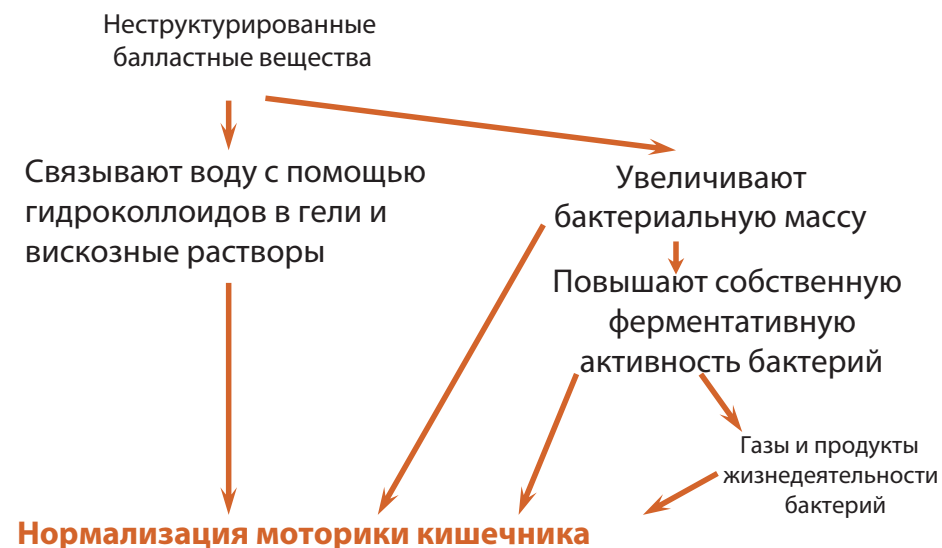 Неструктурированные
балластные вещества
Связывают воду с помощью
гидроколлоидов в гели и
вискозные растворы
Увеличивают
бактериальную массу
Повышают собственную
ферментативную
активность бактерий
Газы и продукты
жизнедеятельности
бактерий
Нормализация моторики кишечника